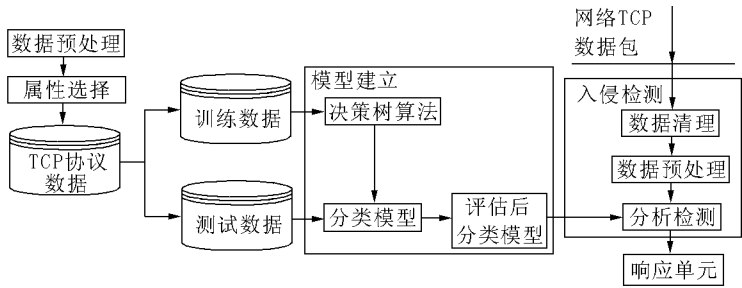 数据预处理
属性选择
TCP协议
数据
训练数据
测试数据
模型建立
决策树算法
分类模型
评估后
分类模型
网络TCP
数据包
入侵检测
数据清理
数据预处理
分析检测
响应单元